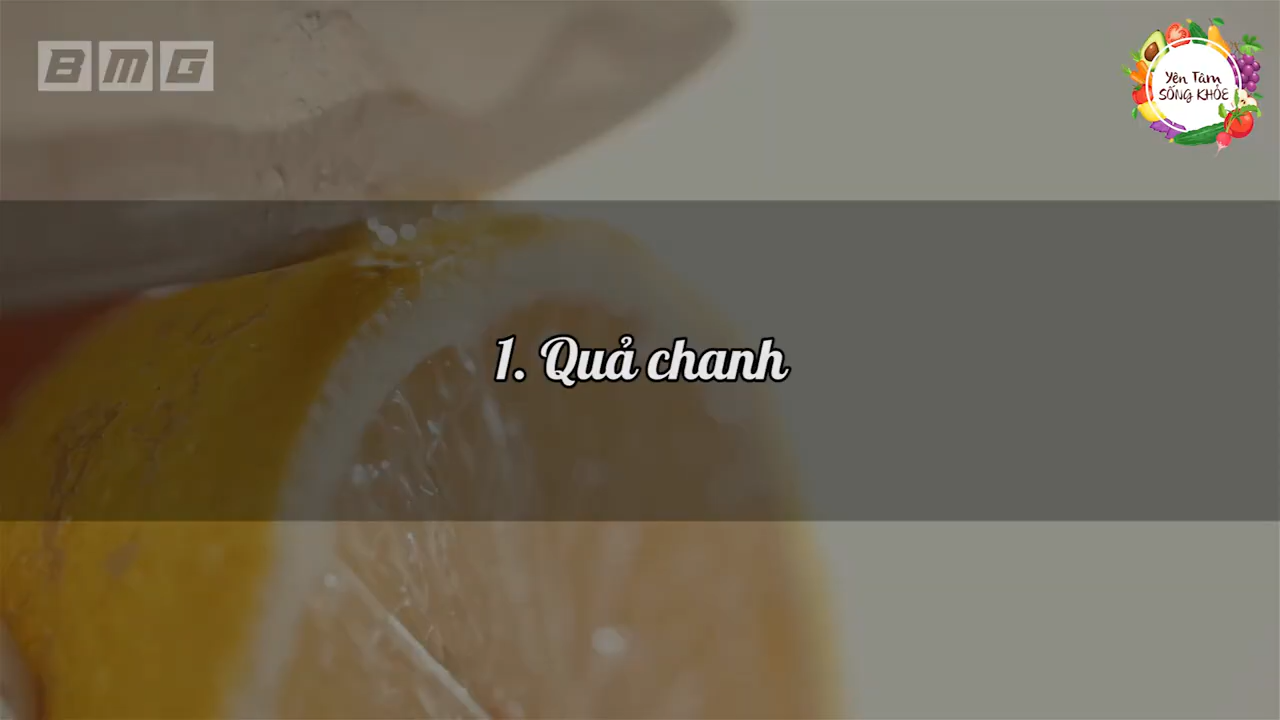 BMG
Yên Tâm
SỐNG KHỎE
1. Quả chanh